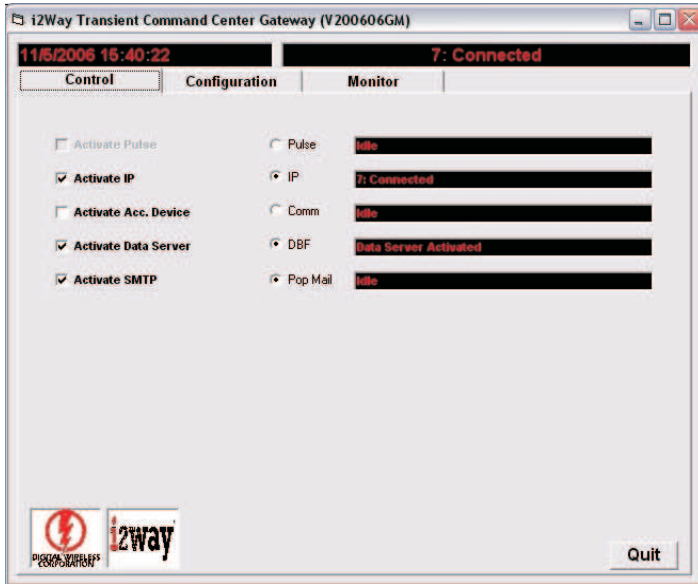 i2Way Transient Command Center Gateway (V200606GM)
11/5/2006 15:40:22
7: Connected
Control
Configuration
Monitor
Activate Pulse
Pulse
Idle
Activate IP
IP
7: Connected
Activate Acc. Device
Comm
Idle
Activate Data Server
DBF
Data Server Activated
Activate SMTP
Pop Mail
Idle
DIGITAL WIRELESS
CORPORATION
i2way
Quit